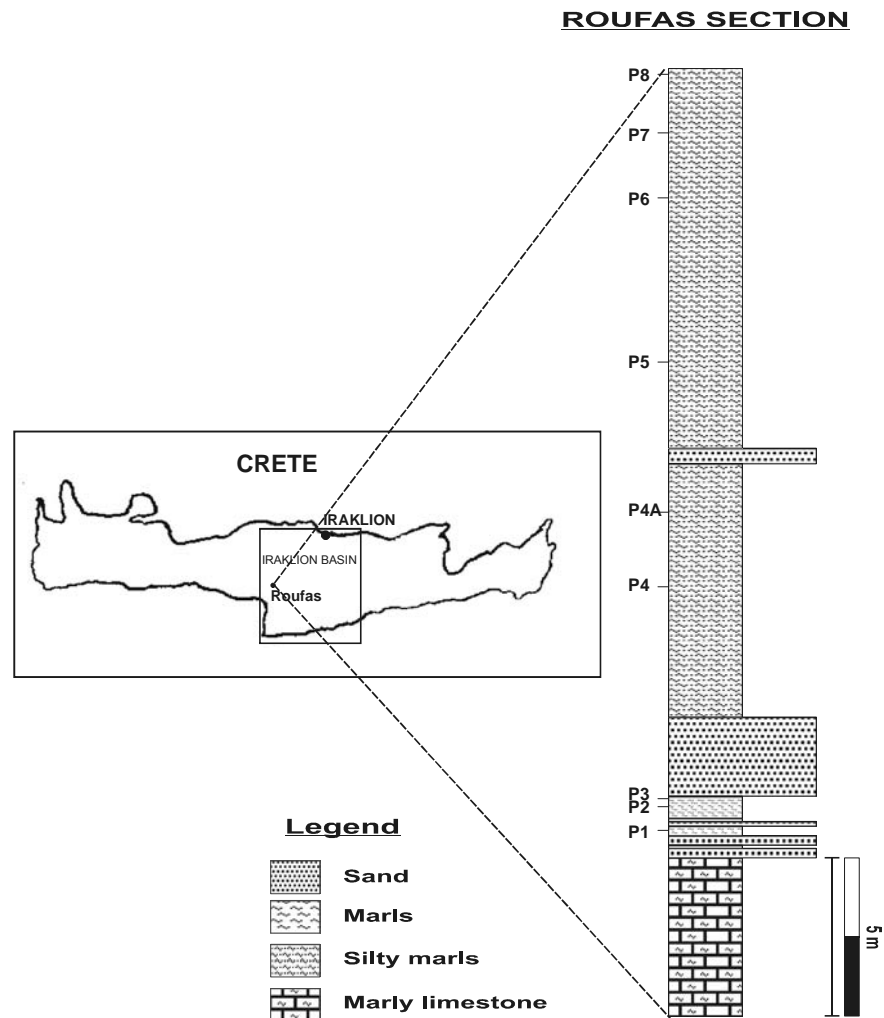 ROUFAS SECTION
P8
P7
P6
P5
P4A
P4
P3
P2
P1
CRETE
IRAKLION
IRAKLION BASIN
Roufas
Legend
Sand
Marls
Silty marls
Marly limestone
5 m